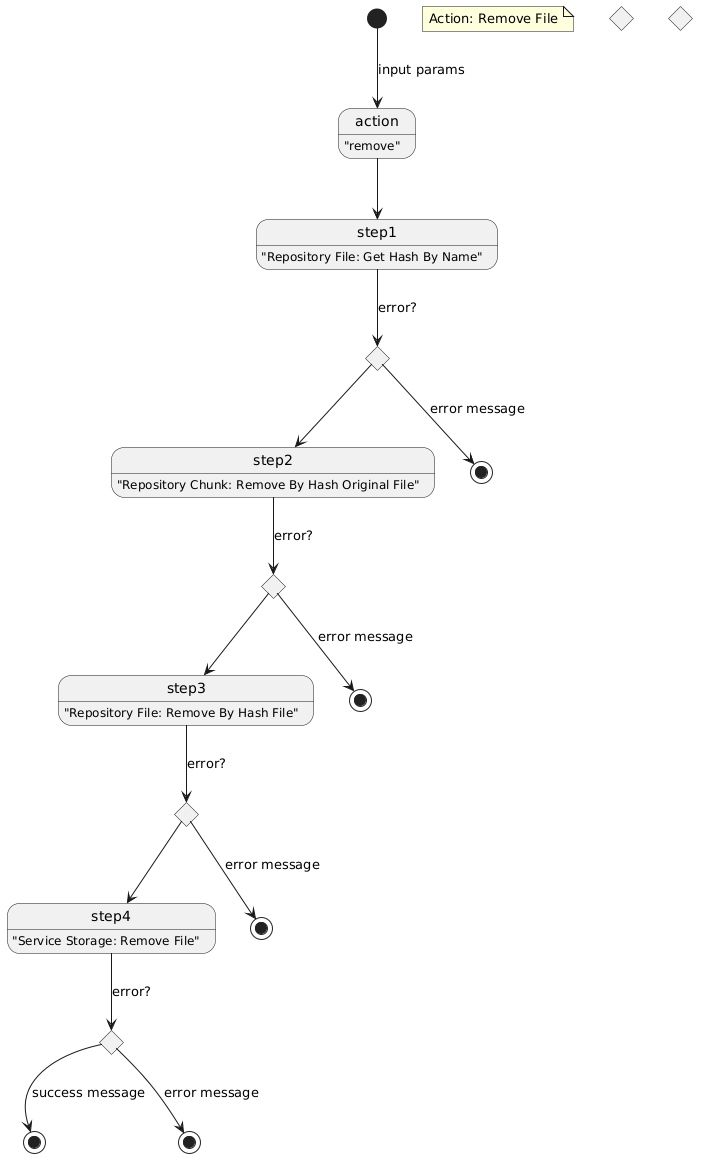 Action: Remove File
input params
action
"remove"
step1
"Repository File: Get Hash By Name"
error?
error message
step2
"Repository Chunk: Remove By Hash Original File"
error?
error message
step3
"Repository File: Remove By Hash File"
error?
error message
step4
"Service Storage: Remove File"
error?
success message
error message